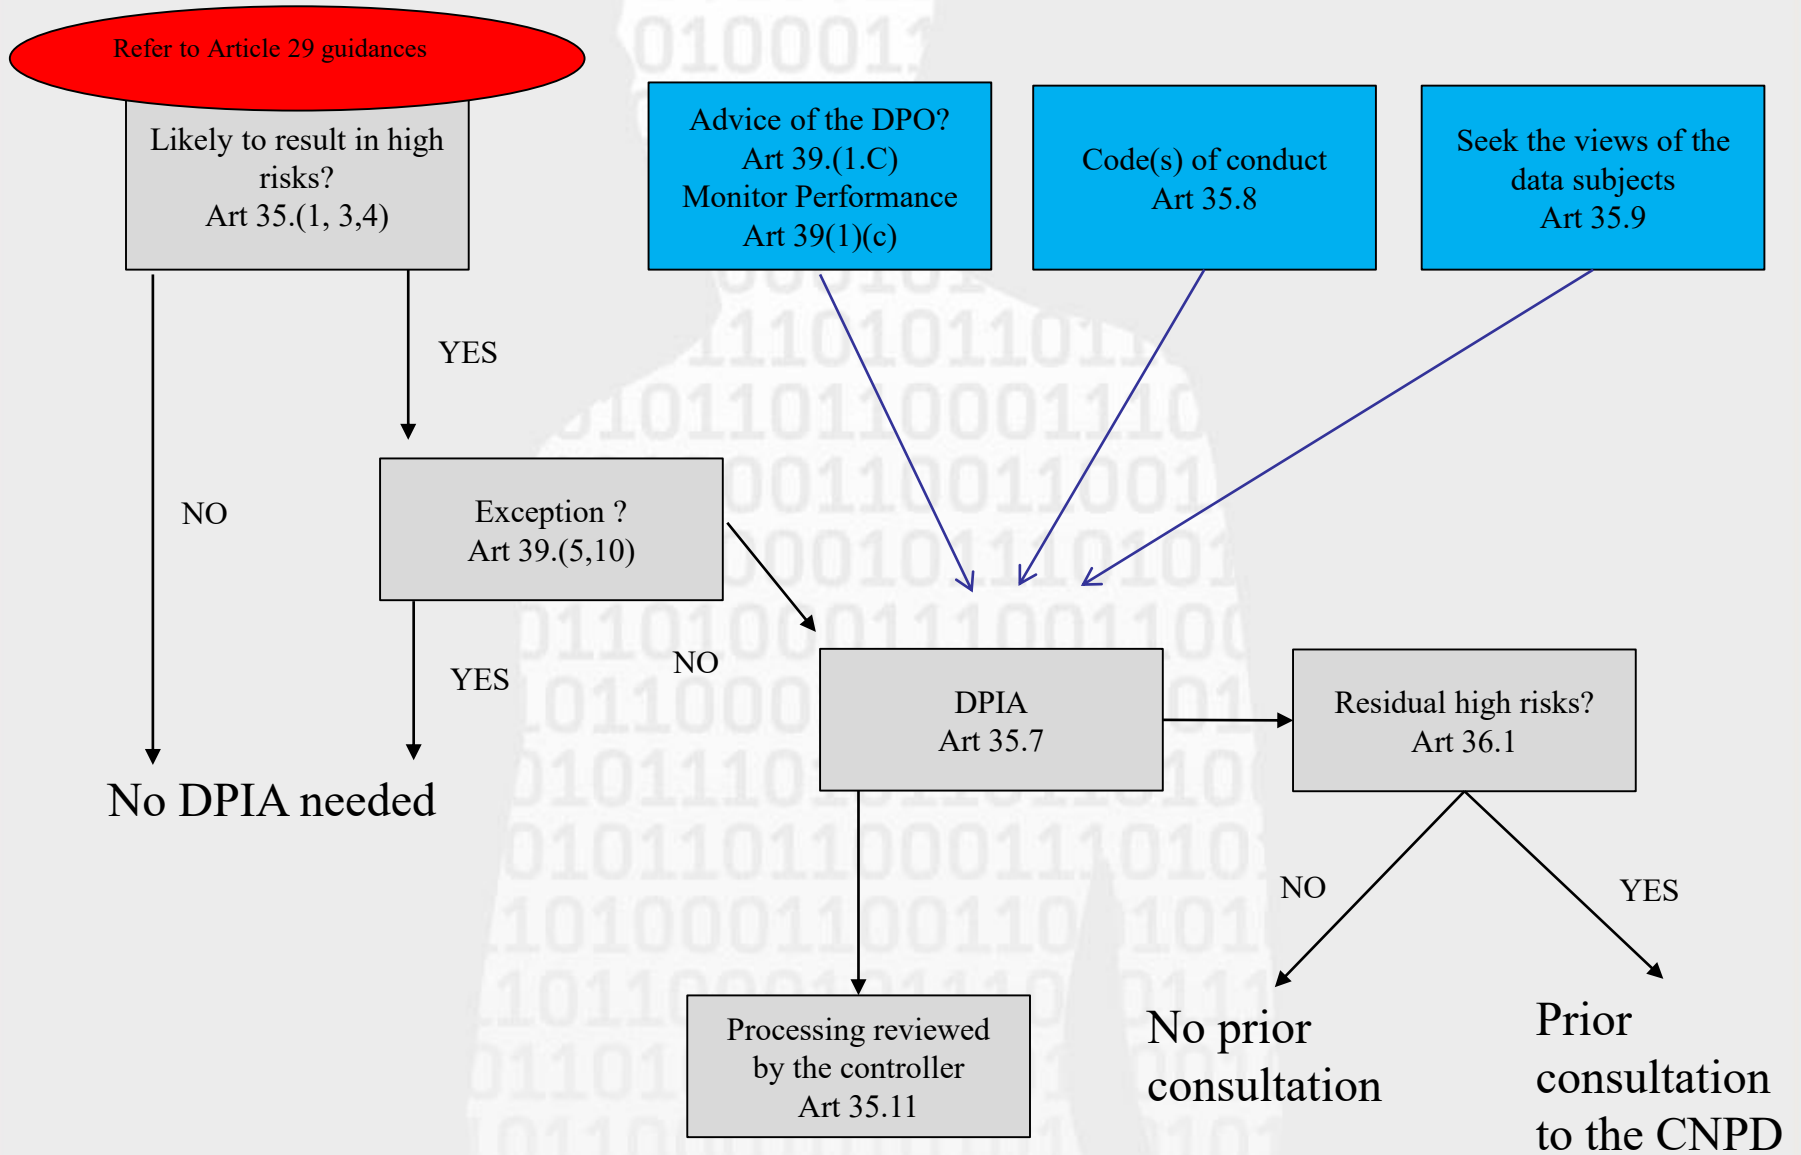 Refer to Article 29 guidances
Likely to result in high
risks?
Art 35.(1, 3,4)
Advice of the DPO?
Art 39.(1.C)
Monitor Performance
Art 39(1)(c)
Code(s) of conduct
Art 35.8
Seek the views of the
data subjects
Art 35.9
YES
NO
Exception ?
Art 39.(5,10)
YES
NO
No DPIA needed
DPIA
Art 35.7
Residual high risks?
Art 36.1
NO
YES
Processing reviewed
by the controller
Art 35.11
No prior
consultation
Prior
consultation
to the CNPD